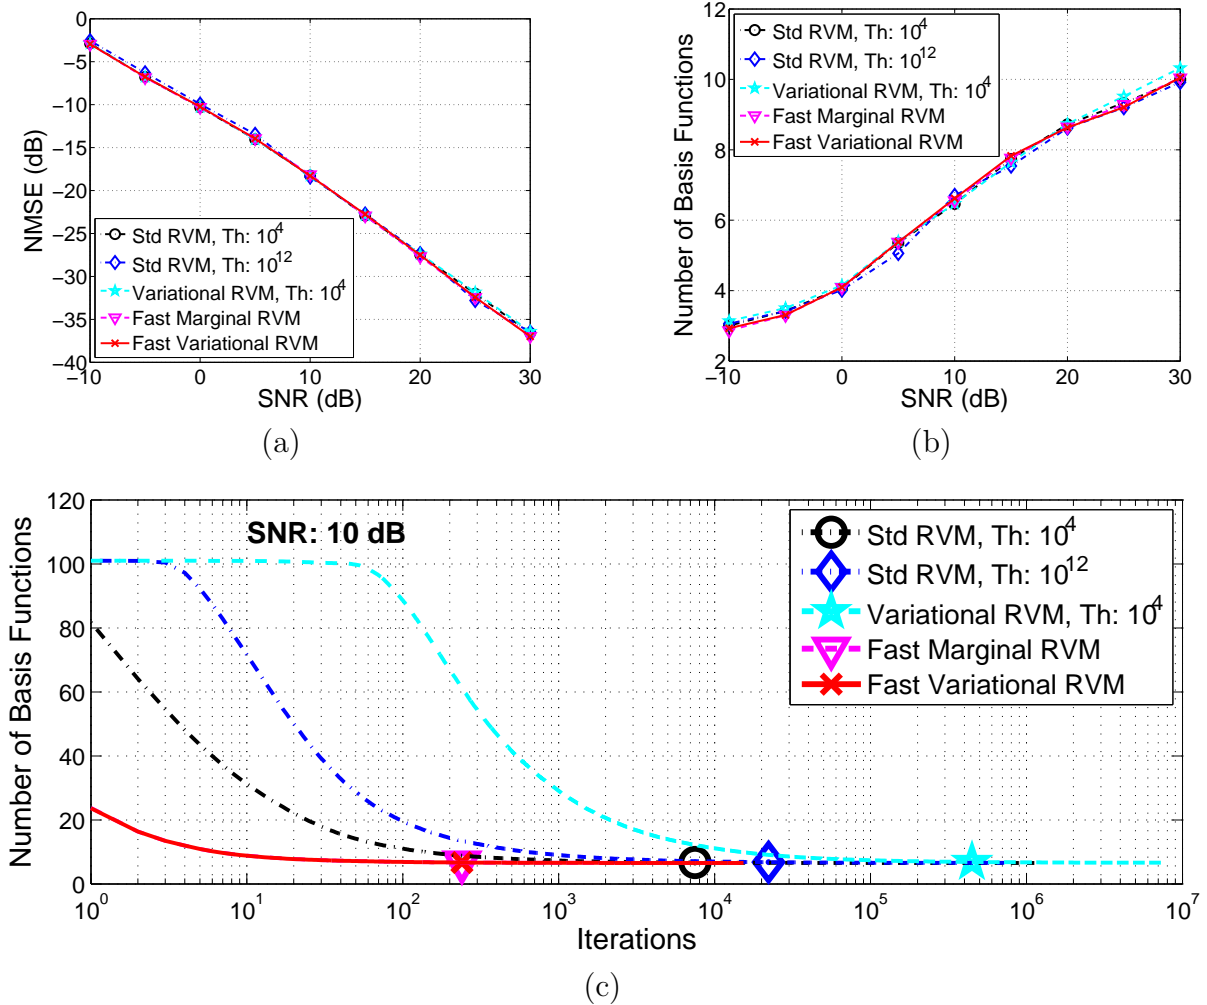 0
−5
−10
−15
−20
−25
−30
−35
−40
−10
0
10
20
30
NMSE (dB)
SNR (dB)
Std RVM, Th: 10^4
Std RVM, Th: 10^12
Variational RVM, Th: 10^4
Fast Marginal RVM
Fast Variational RVM
(a)
12
10
8
6
4
2
−10
0
10
20
30
Number of Basis Functions
SNR (dB)
Std RVM, Th: 10^4
Std RVM, Th: 10^12
Variational RVM, Th: 10^4
Fast Marginal RVM
Fast Variational RVM
(b)
120
100
80
60
40
20
0
Number of Basis Functions
SNR: 10 dB
Std RVM, Th: 10^4
Std RVM, Th: 10^12
Variational RVM, Th: 10^4
Fast Marginal RVM
Fast Variational RVM
10^0
10^1
10^2
10^3
10^4
10^5
10^6
10^7
Iterations
(c)